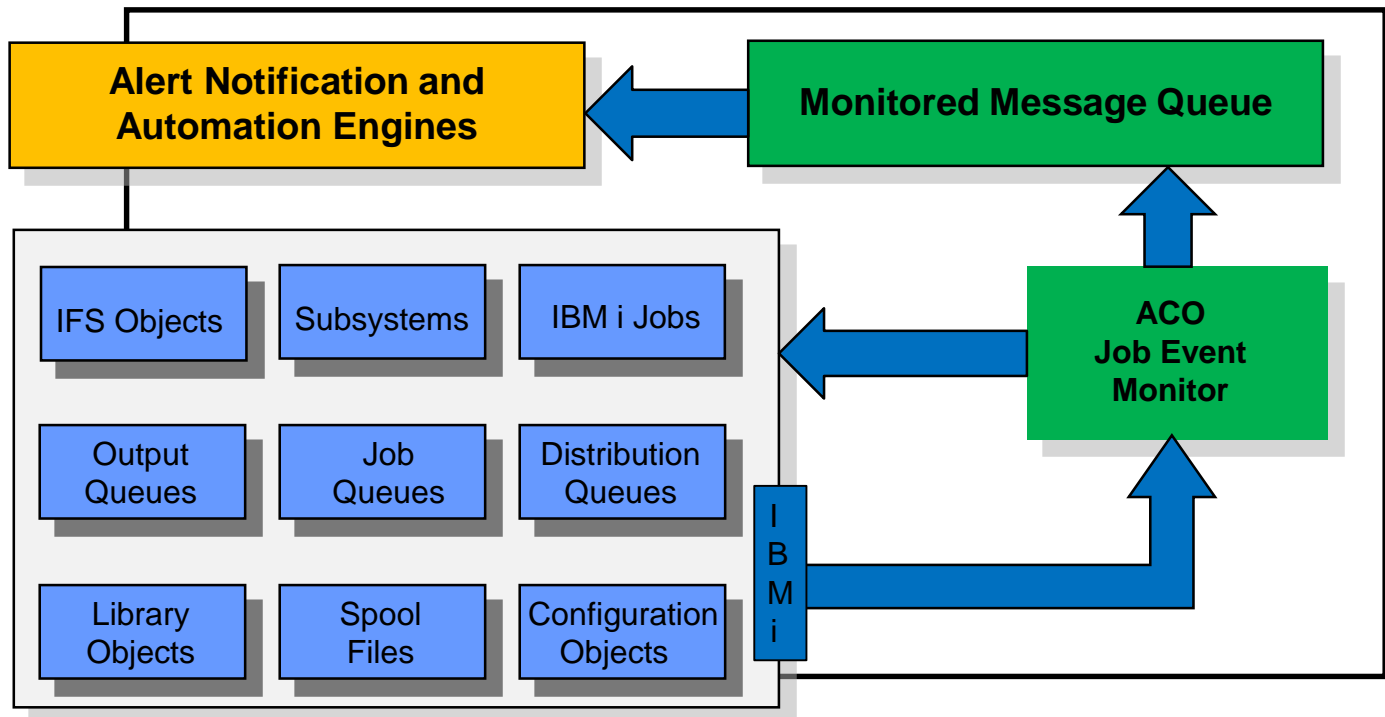 Alert Notification and
Automation Engines
Monitored Message Queue
IFS Objects
Subsystems
IBM i Jobs
ACO
Job Event
Monitor
Output
Queues
Job
Queues
Distribution
Queues
I
B
M
i
Library
Objects
Spool
Files
Configuration
Objects